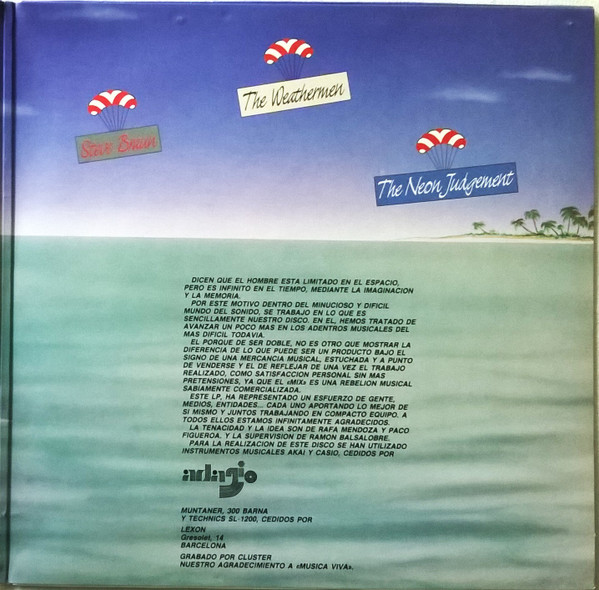 The Weathermen
Steve Braun
The Neon Judgement
DICEN QUE EL HOMBRE ESTA LIMITADO EN EL ESPACIO,
PERO ES INFINITO EN EL TIEMPO, MEDIANTE LA IMAGINACION
Y LA MEMORIA.
POR ESTE MOTIVO DENTRO DEL MINUCIOSO Y DIFICIL
MUNDO DEL SONIDO, SE TRABAJO EN LO QUE ES
SENCILLAMENTE NUESTRO DISCO. EN EL, HEMOS TRATADO DE
AVANZAR UN POCO MAS EN LOS ADENTROS MUSICALES DEL
MAS DIFICIL TODAVIA.
EL PORQUE DE SER DOBLE, NO ES OTRO QUE MOSTRAR LA
DIFERENCIA DE LO QUE PUEDE SER UN PRODUCTO BAJO EL
SIGNO DE UNA MERCANCIA MUSICAL, ESTUCHADA Y A PUNTO
DE VENDERSE Y EL DE REFLEJAR DE UNA VEZ EL TRABAJO
REALIZADO, COMO SATISFACCION PERSONAL SIN MAS
PRETENSIONES, YA QUE EL «MIX» ES UNA REBELION MUSICAL
SABIAMENTE COMERCIALIZADA.
ESTE LP, HA REPRESENTADO UN ESFUERZO DE GENTE,
MEDIOS, ENTIDADES... CADA UNO APORTANDO LO MEJOR DE
SI MISMO Y JUNTOS TRABAJANDO EN COMPACTO EQUIPO. A
TODOS ELLOS ESTAMOS INFINITAMENTE AGRADECIDOS.
LA TENACIDAD Y LA IDEA SON DE RAFA MENDOZA Y PACO
FIGUEROA. Y LA SUPERVISION DE RAMON BALSALOBRE.
PARA LA REALIZACION DE ESTE DISCO SE HAN UTILIZADO
INSTRUMENTOS MUSICALES AKAI Y CASIO, CEDIDOS POR
adagio
MUNTANER, 300 BARNA
Y TECHNICS SL-1200, CEDIDOS POR
LEXON
Gresolet, 14
BARCELONA
GRABADO POR CLUSTER
NUESTRO AGRADECIMIENTO A «MUSICA VIVA».